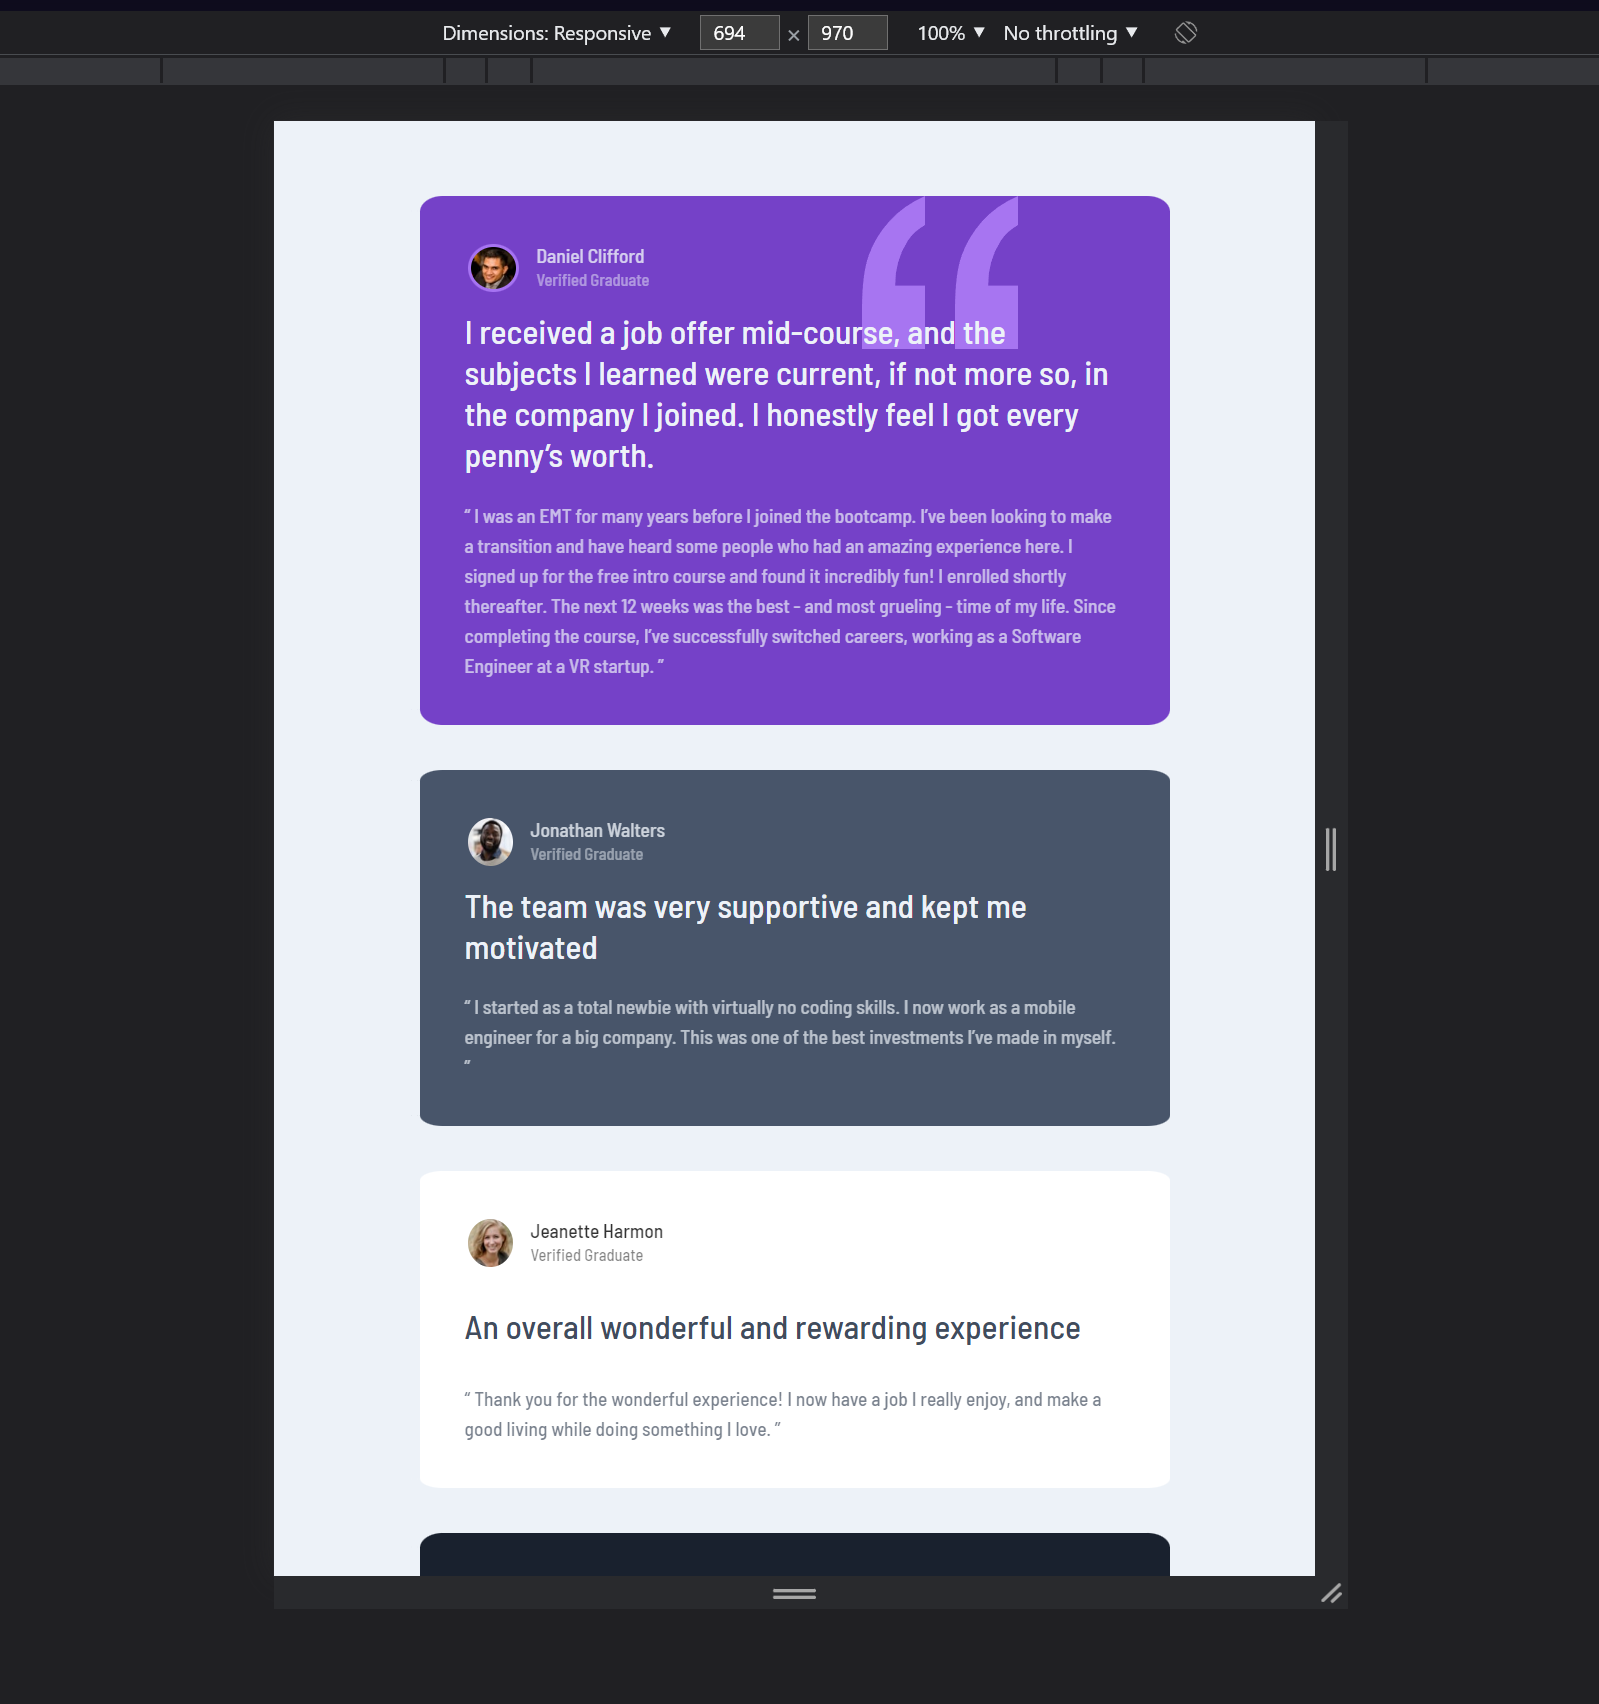 Dimensions: Responsive ▼ 694 × 970 100% ▼ No throttling ▼
Daniel Clifford
Verified Graduate
I received a job offer mid-course, and the
subjects I learned were current, if not more so, in
the company I joined. I honestly feel I got every
penny’s worth.
“ I was an EMT for many years before I joined the bootcamp. I’ve been looking to make
a transition and have heard some people who had an amazing experience here. I
signed up for the free intro course and found it incredibly fun! I enrolled shortly
thereafter. The next 12 weeks was the best - and most grueling - time of my life. Since
completing the course, I’ve successfully switched careers, working as a Software
Engineer at a VR startup. ”
Jonathan Walters
Verified Graduate
The team was very supportive and kept me
motivated
“ I started as a total newbie with virtually no coding skills. I now work as a mobile
engineer for a big company. This was one of the best investments I’ve made in myself.
”
Jeanette Harmon
Verified Graduate
An overall wonderful and rewarding experience
“ Thank you for the wonderful experience! I now have a job I really enjoy, and make a
good living while doing something I love. ”